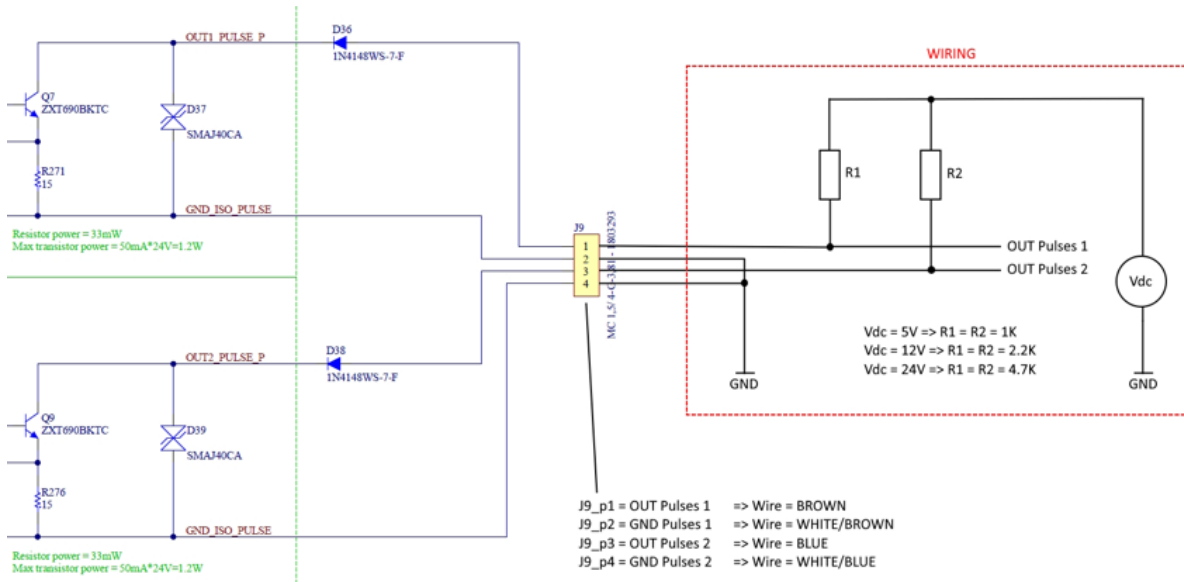 OUT1_PULSE_P
D36
1N4148WS-7-F
WIRING
Q7
ZXT690BKTC
D37
SMAJ40CA
R271
15
R1
R2
GND_ISO_PULSE
Resistor power = 33mW
Max transistor power = 50mA*24V=1.2W
J9
1
2
3
4
MC 1,5/ 4-G-3,81 - 1803293
OUT Pulses 1
OUT Pulses 2
Vdc
Vdc = 5V => R1 = R2 = 1K
Vdc = 12V => R1 = R2 = 2.2K
Vdc = 24V => R1 = R2 = 4.7K
GND
GND
OUT2_PULSE_P
D38
1N4148WS-7-F
Q9
ZXT690BKTC
D39
SMAJ40CA
R276
15
GND_ISO_PULSE
Resistor power = 33mW
Max transistor power = 50mA*24V=1.2W
J9_p1 = OUT Pulses 1 => Wire = BROWN
J9_p2 = GND Pulses 1 => Wire = WHITE/BROWN
J9_p3 = OUT Pulses 2 => Wire = BLUE
J9_p4 = GND Pulses 2 => Wire = WHITE/BLUE